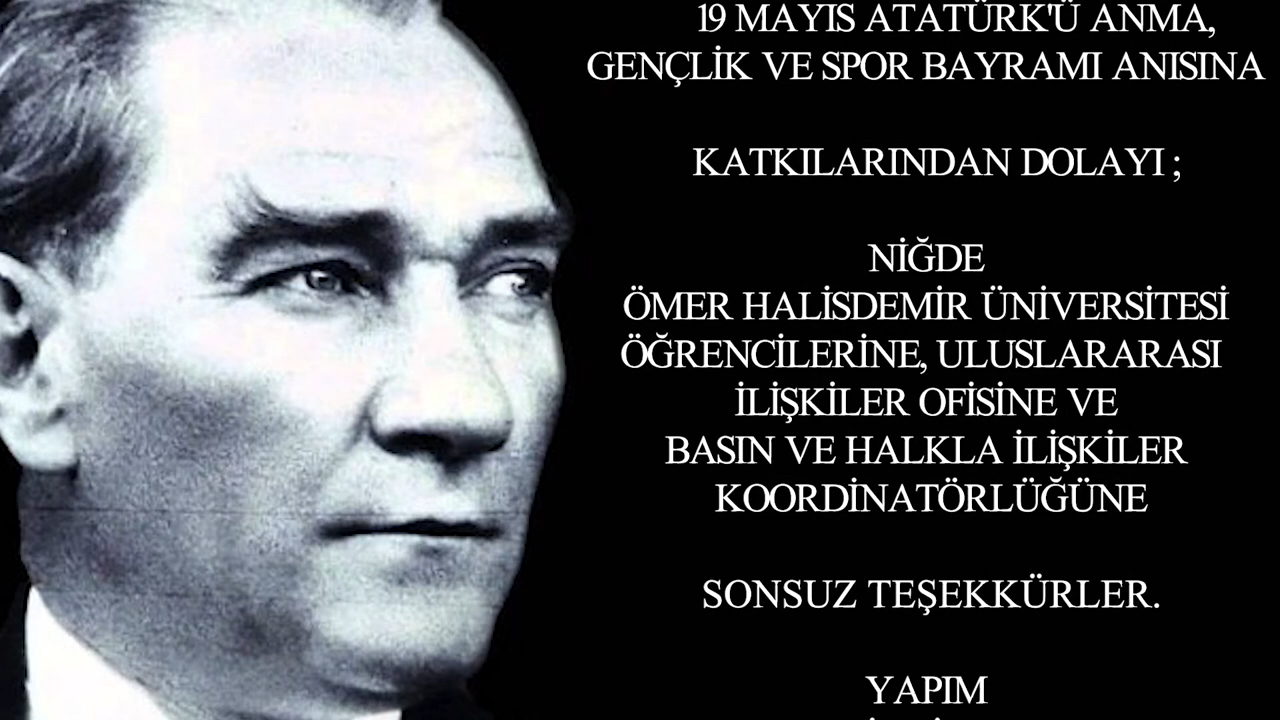 19 MAYIS ATATÜRK'Ü ANMA,
GENÇLİK VE SPOR BAYRAMI ANISINA
KATKILARINDAN DOLAYI ;
NİĞDE
ÖMER HALİSDEMİR ÜNİVERSİTESİ
ÖĞRENCİLERİNE, ULUSLARARASI
İLİŞKİLER OFİSİNE VE
BASIN VE HALKLA İLİŞKİLER
KOORDİNATÖRLÜĞÜNE
SONSUZ TEŞEKKÜRLER.
YAPIM